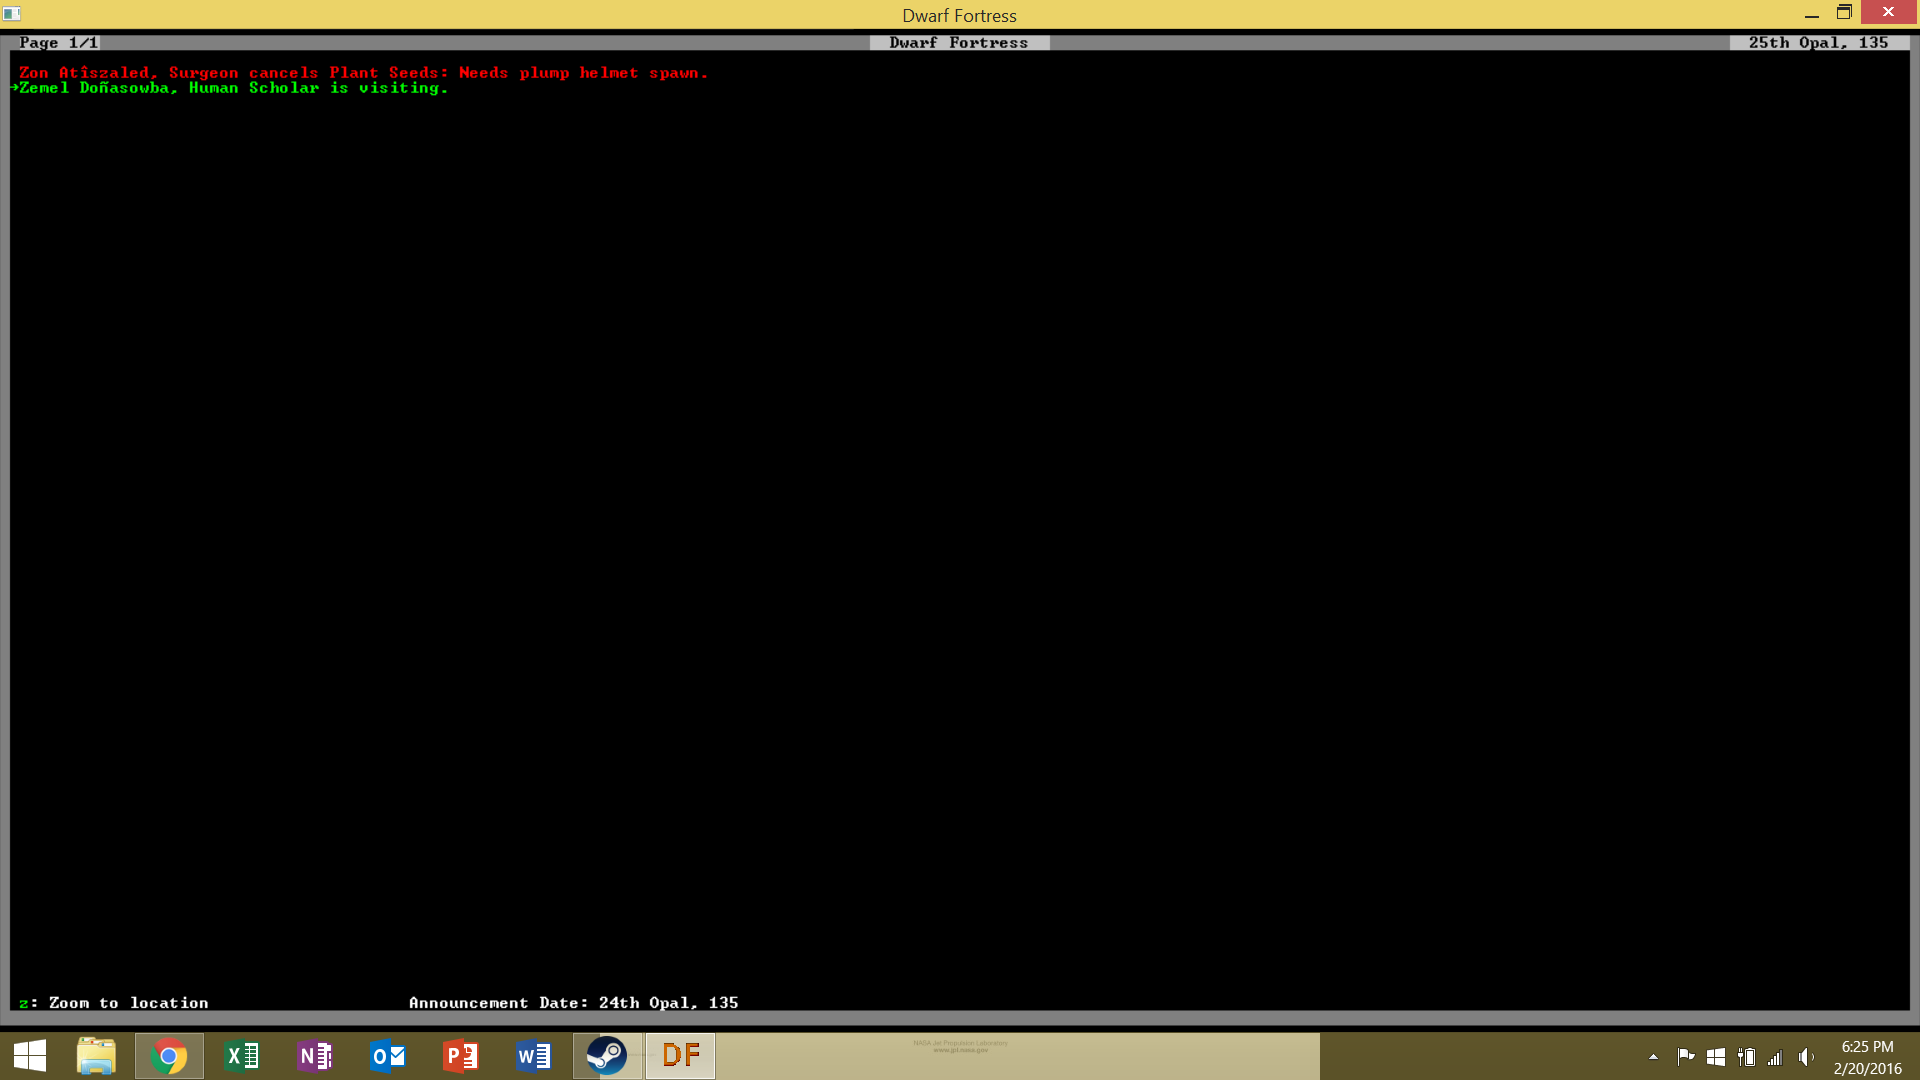 Dwarf Fortress
Page 1/1 Dwarf Fortress 25th Opal, 135
Zon Atîszaled, Surgeon cancels Plant Seeds: Needs plump helmet spawn.
→Zemel Doñasowba, Human Scholar is visiting.
z: Zoom to location Announcement Date: 24th Opal, 135
NASA Jet Propulsion Laboratory
www.jpl.nasa.gov
X N O P W DF
6:25 PM
2/20/2016